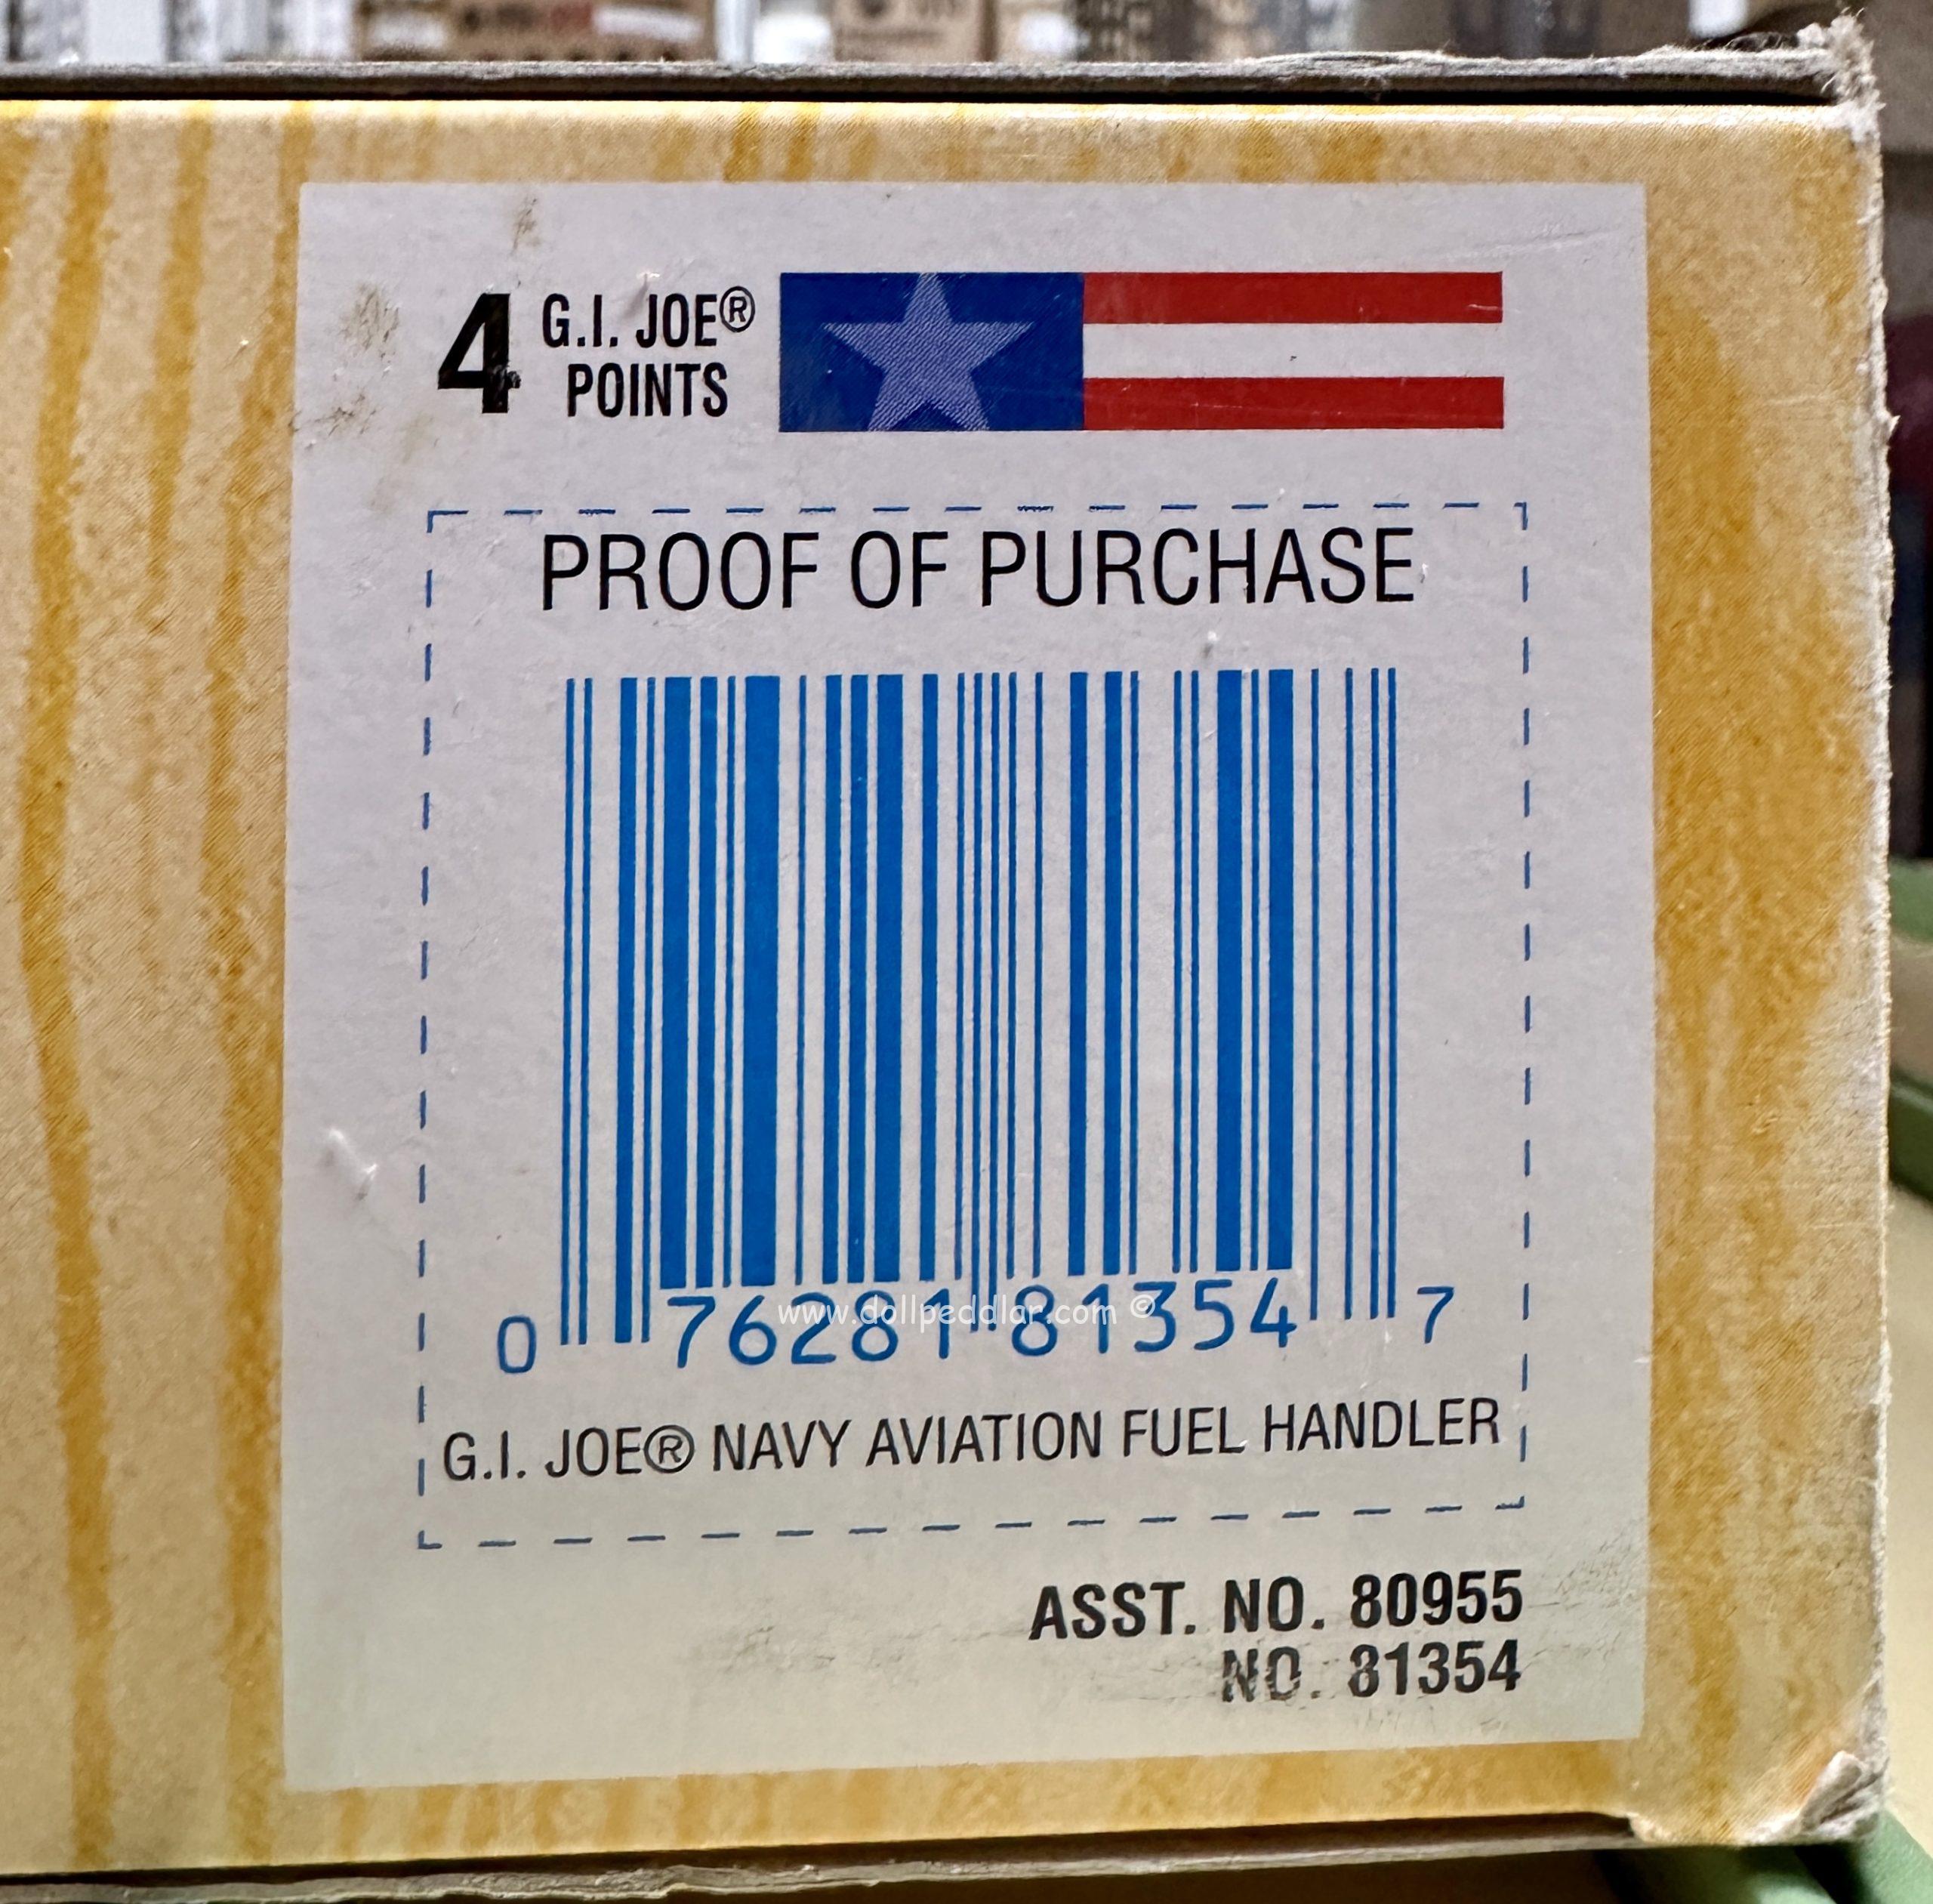 4 G.I. JOE®
POINTS
PROOF OF PURCHASE
0 76281 81354 7
www.dollpeddlar.com ©
G.I. JOE® NAVY AVIATION FUEL HANDLER
ASST. NO. 80955
NO. 81354